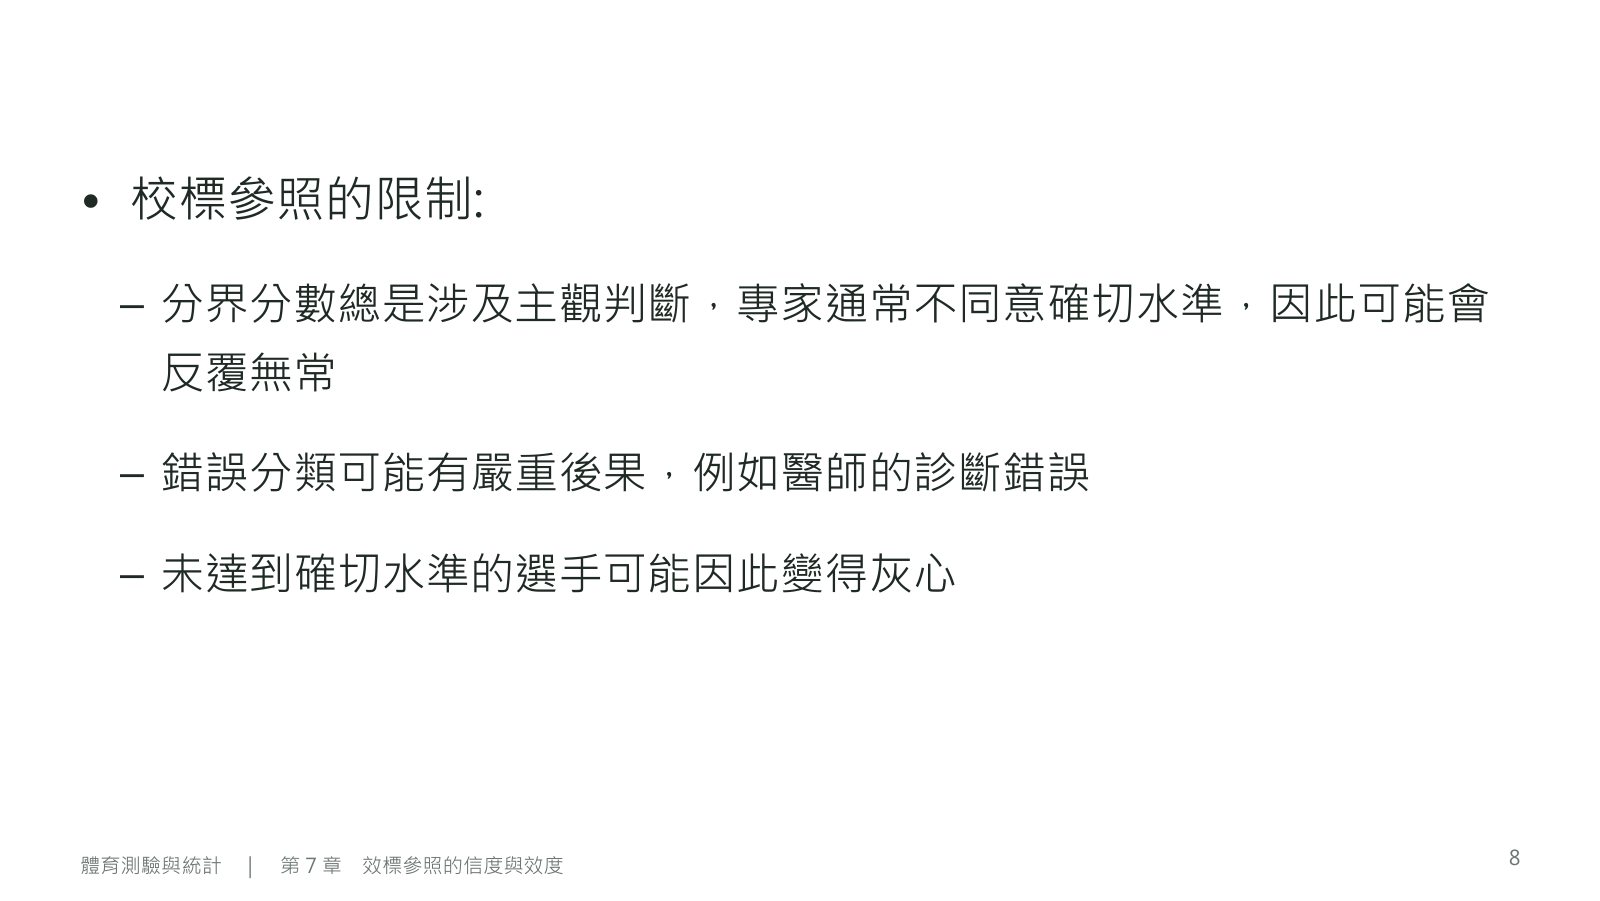 • 校標參照的限制:
– 分界分數總是涉及主觀判斷，專家通常不同意確切水準，因此可能會
反覆無常
– 錯誤分類可能有嚴重後果，例如醫師的診斷錯誤
– 未達到確切水準的選手可能因此變得灰心
體育測驗與統計 | 第 7 章 效標參照的信度與效度
8